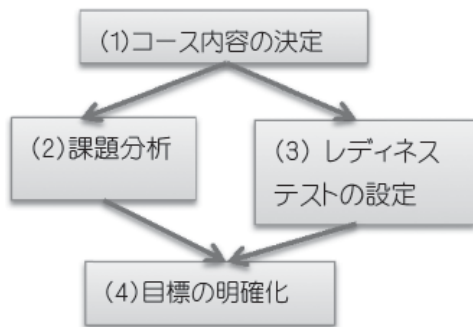 (1)コース内容の決定
(2)課題分析
(3) レディネス
テストの設定
(4)目標の明確化